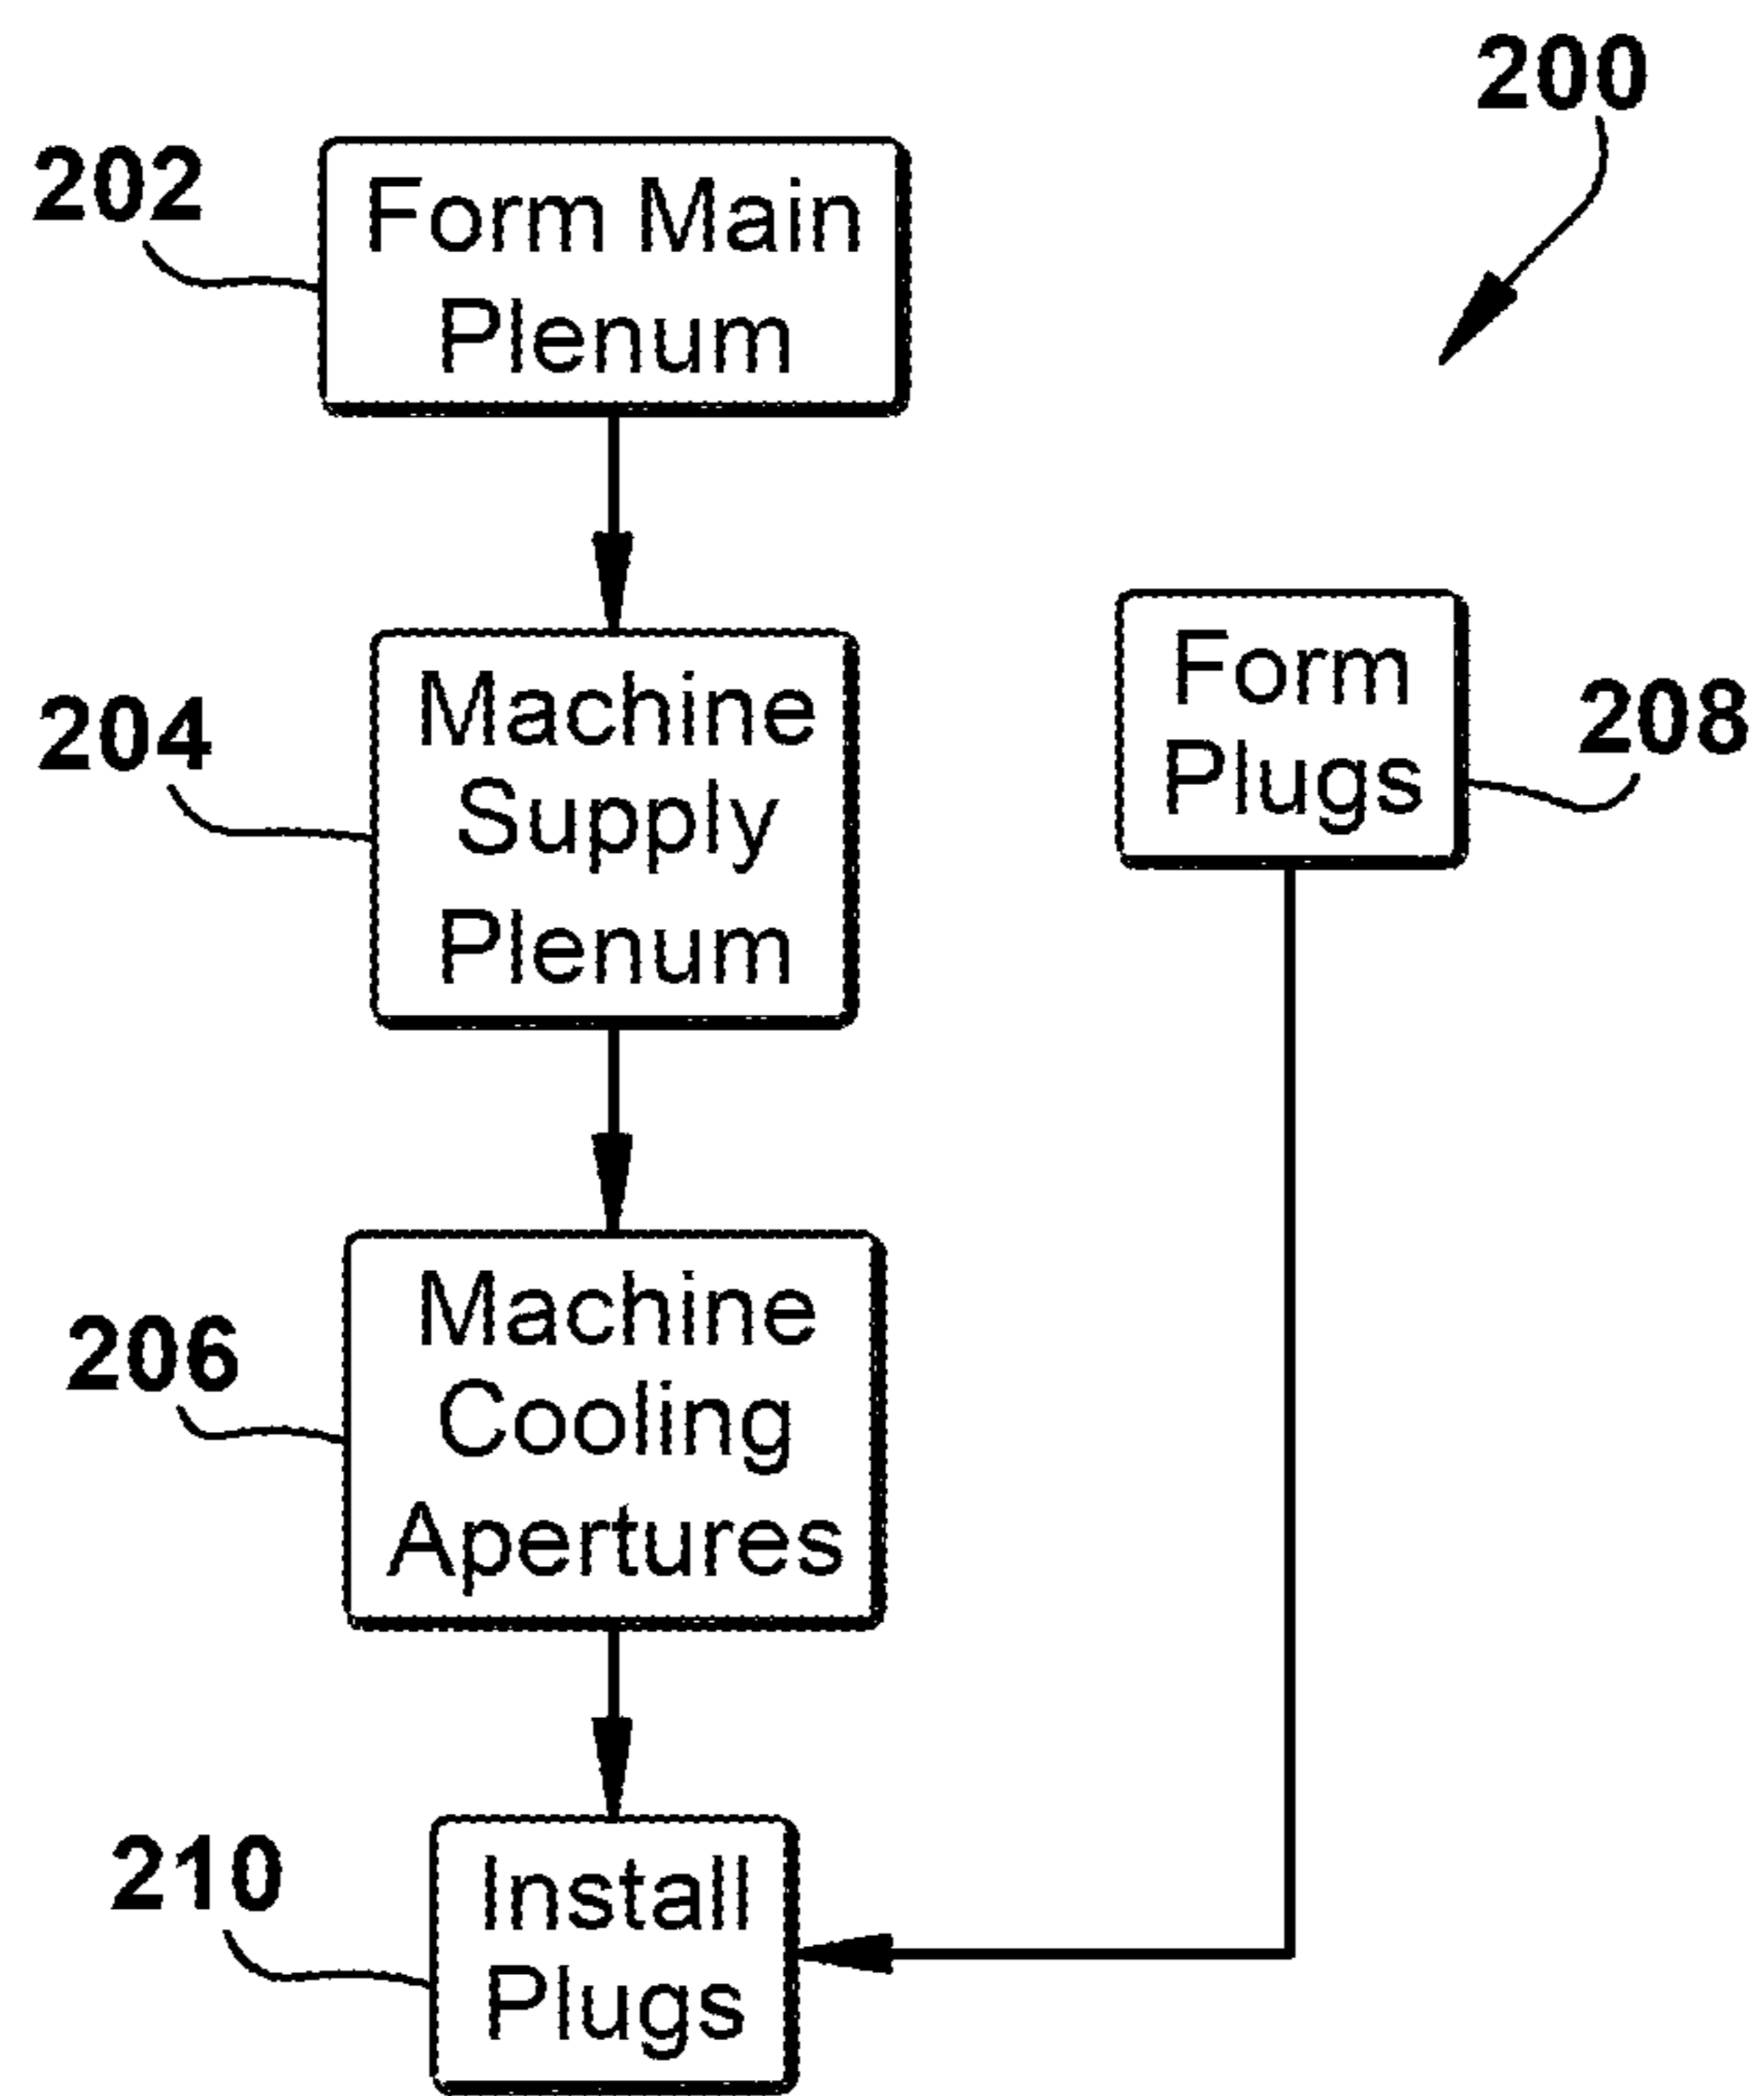 200
202
Form Main
Plenum
204
Machine
Supply
Plenum
Form
Plugs
208
206
Machine
Cooling
Apertures
210
Install
Plugs